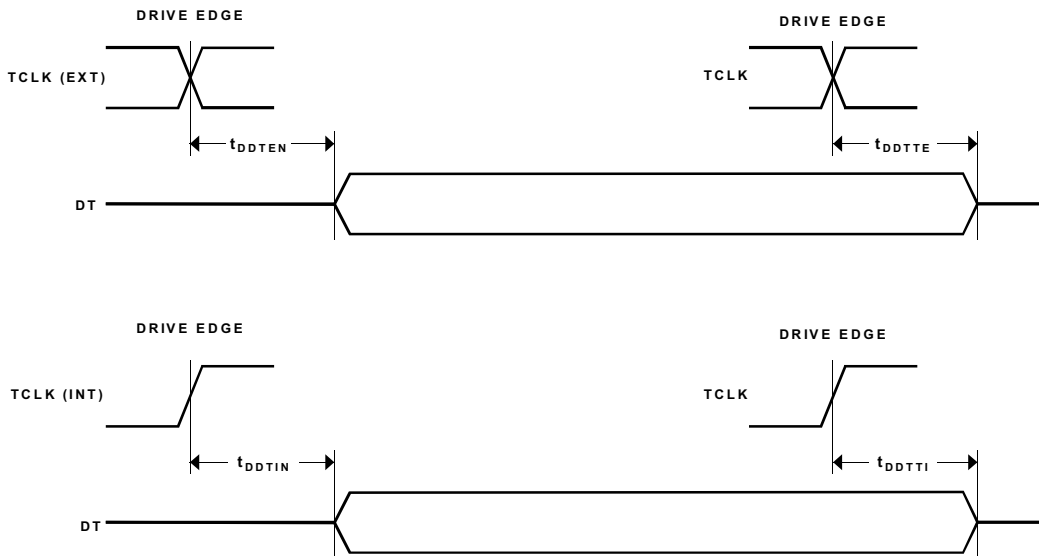 DRIVE EDGE DRIVE EDGE
TCLK (EXT) TCLK
tDDTEN tDDTTE
DT
DRIVE EDGE DRIVE EDGE
TCLK (INT) TCLK
tDDTIN tDDTTI
DT